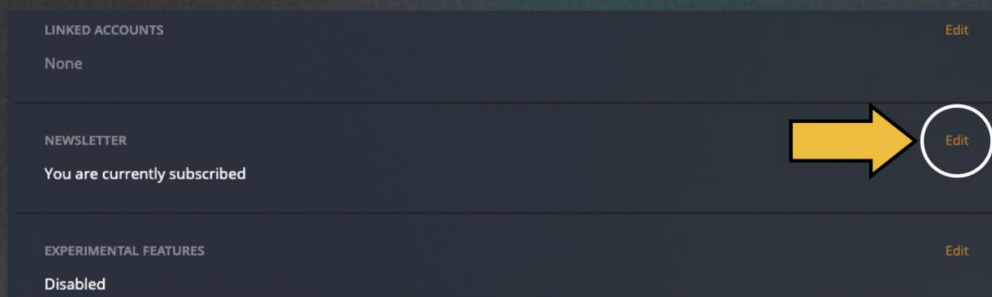 LINKED ACCOUNTS Edit
None
NEWSLETTER Edit
You are currently subscribed
EXPERIMENTAL FEATURES Edit
Disabled